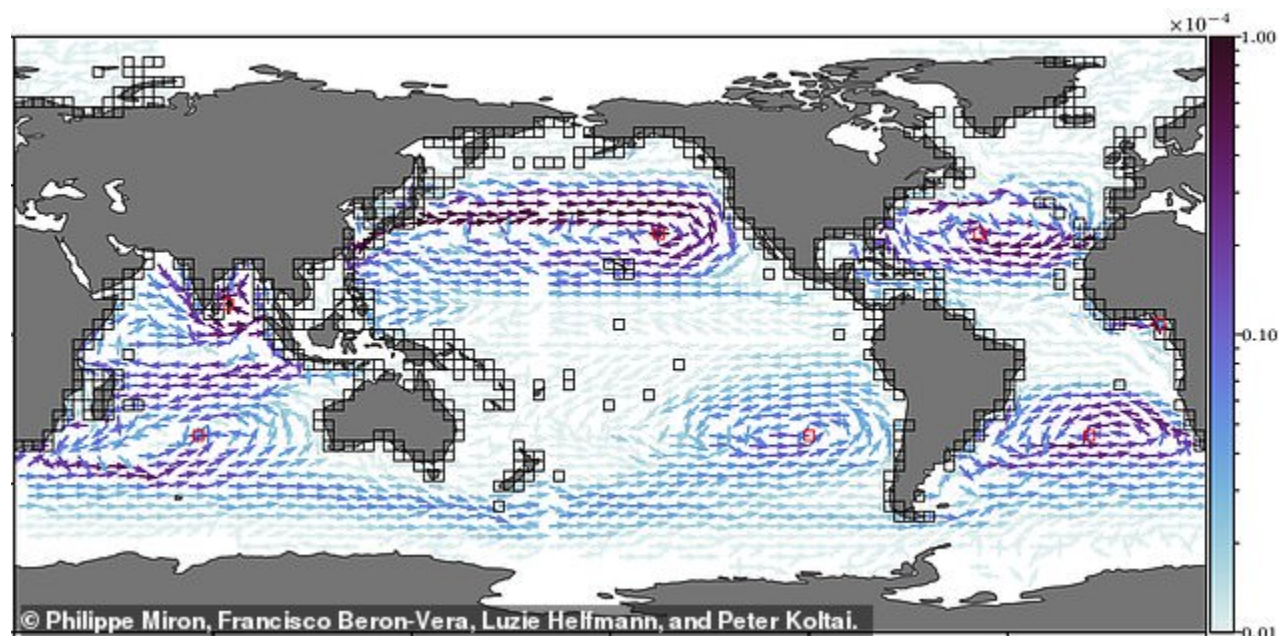 ×10⁻⁴
1.00
0.10
0.01
© Philippe Miron, Francisco Beron-Vera, Luzie Helfmann, and Peter Koltai.